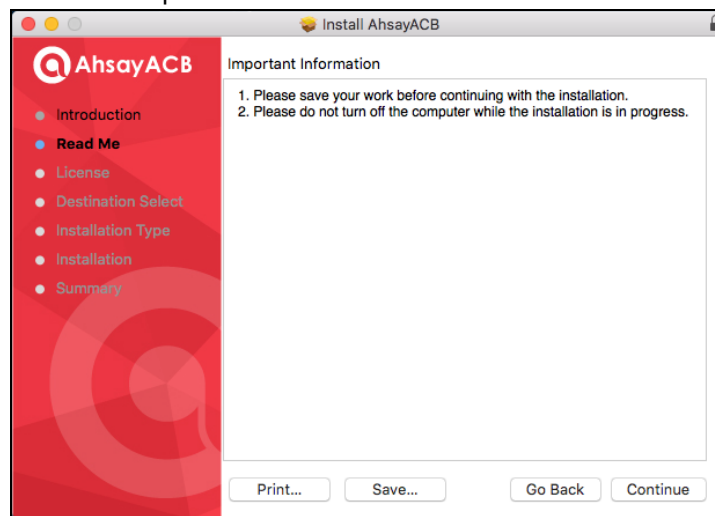 Install AhsayACB
AhsayACB
Important Information
Introduction
Read Me
License
Destination Select
Installation Type
Installation
Summary
1. Please save your work before continuing with the installation.
2. Please do not turn off the computer while the installation is in progress.
Print...
Save...
Go Back
Continue